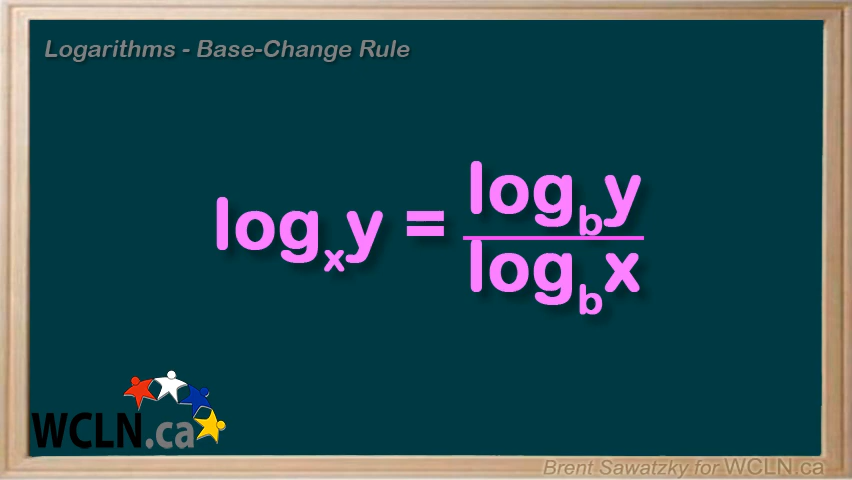 Logarithms - Base-Change Rule
logₓy = log_b y / log_b x
WCLN.ca
Brent Sawatzky for WCLN.ca